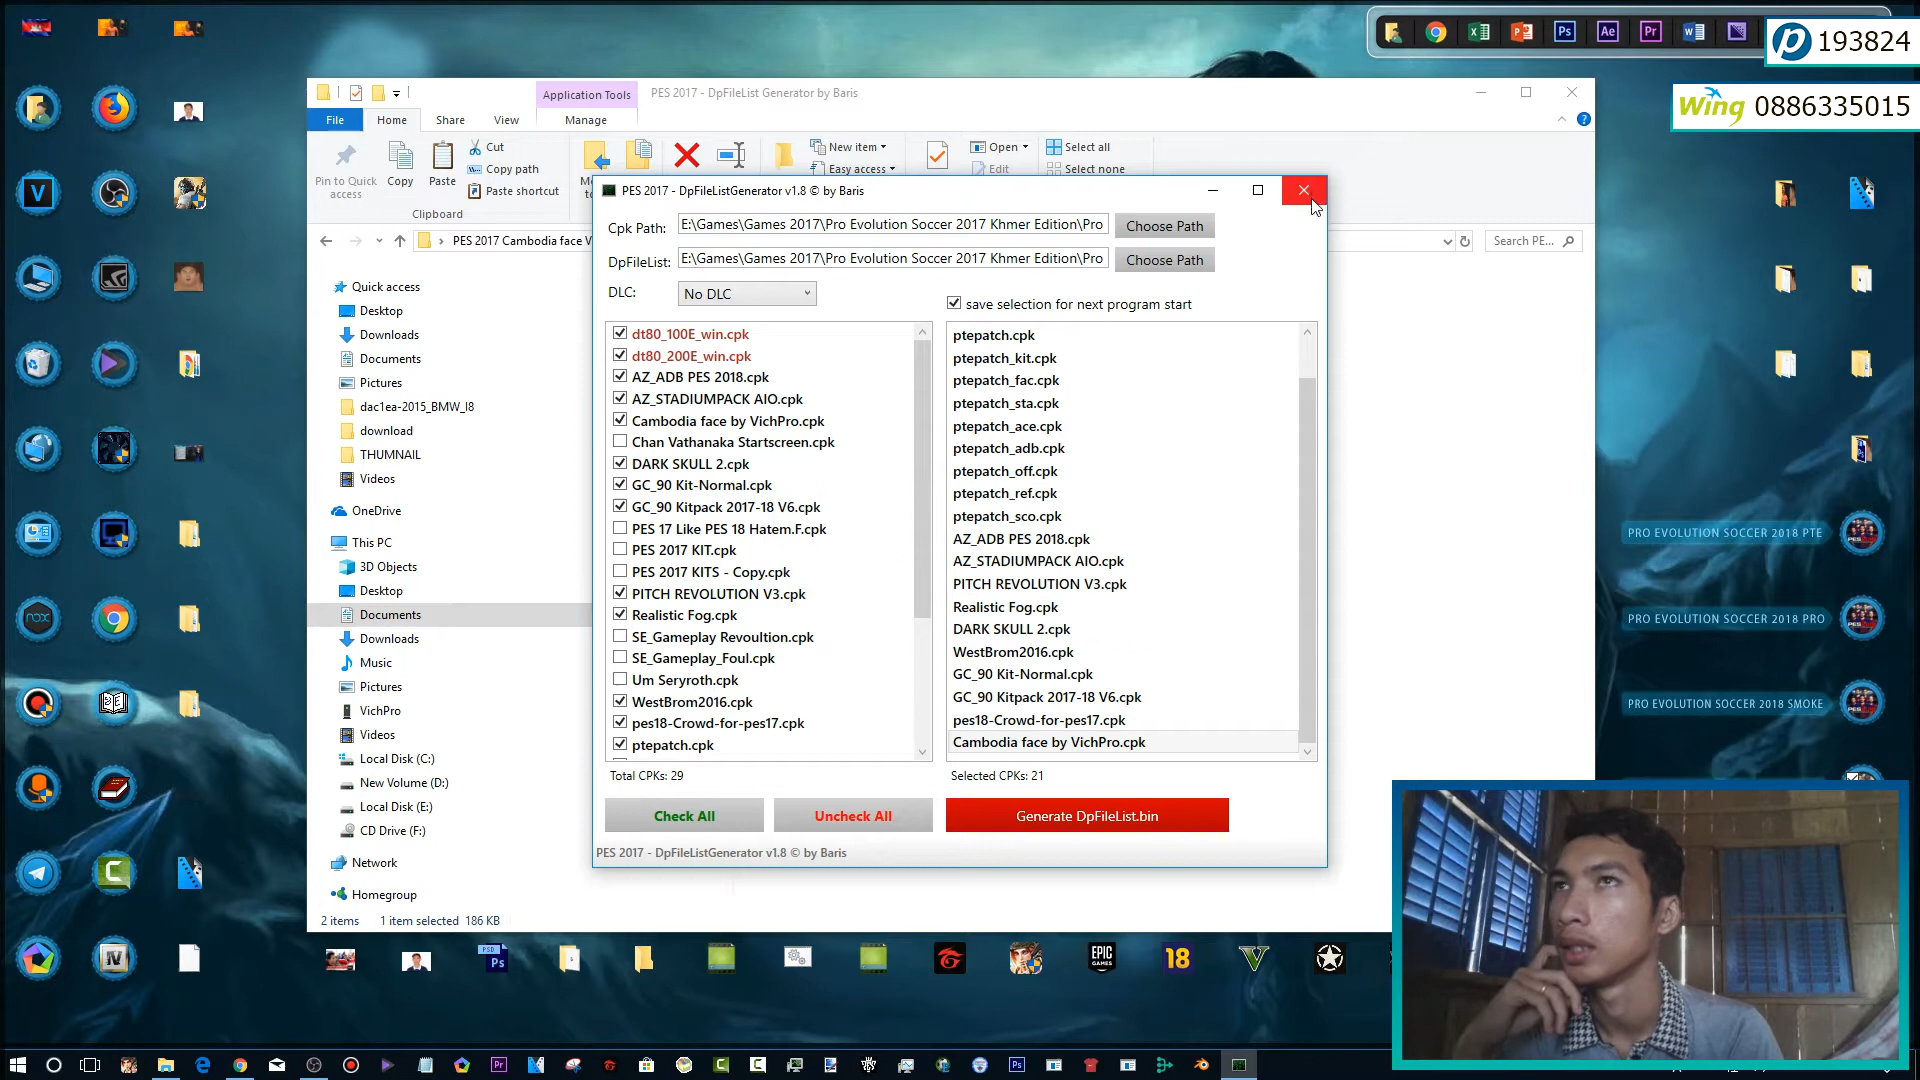 193824
Wing 0886335015
Application Tools
PES 2017 - DpFileList Generator by Baris
File
Home
Share
View
Manage
Pin to Quick access
Copy
Paste
Cut
Copy path
Paste shortcut
Clipboard
New item
Easy access
Open
Edit
Select all
Select none
PES 2017 Cambodia face V
Search PE...
Quick access
Desktop
Downloads
Documents
Pictures
dac1ea-2015_BMW_I8
download
THUMNAIL
Videos
OneDrive
This PC
3D Objects
Desktop
Documents
Downloads
Music
Pictures
VichPro
Videos
Local Disk (C:)
New Volume (D:)
Local Disk (E:)
CD Drive (F:)
Network
Homegroup
2 items
1 item selected 186 KB
PES 2017 - DpFileListGenerator v1.8 © by Baris
Cpk Path:
E:\Games\Games 2017\Pro Evolution Soccer 2017 Khmer Edition\Pro
Choose Path
DpFileList:
E:\Games\Games 2017\Pro Evolution Soccer 2017 Khmer Edition\Pro
Choose Path
DLC:
No DLC
save selection for next program start
dt80_100E_win.cpk
dt80_200E_win.cpk
AZ_ADB PES 2018.cpk
AZ_STADIUMPACK AIO.cpk
Cambodia face by VichPro.cpk
Chan Vathanaka Startscreen.cpk
DARK SKULL 2.cpk
GC_90 Kit-Normal.cpk
GC_90 Kitpack 2017-18 V6.cpk
PES 17 Like PES 18 Hatem.F.cpk
PES 2017 KIT.cpk
PES 2017 KITS - Copy.cpk
PITCH REVOLUTION V3.cpk
Realistic Fog.cpk
SE_Gameplay Revoultion.cpk
SE_Gameplay_Foul.cpk
Um Seryroth.cpk
WestBrom2016.cpk
pes18-Crowd-for-pes17.cpk
ptepatch.cpk
ptepatch.cpk
ptepatch_kit.cpk
ptepatch_fac.cpk
ptepatch_sta.cpk
ptepatch_ace.cpk
ptepatch_adb.cpk
ptepatch_off.cpk
ptepatch_ref.cpk
ptepatch_sco.cpk
AZ_ADB PES 2018.cpk
AZ_STADIUMPACK AIO.cpk
PITCH REVOLUTION V3.cpk
Realistic Fog.cpk
DARK SKULL 2.cpk
WestBrom2016.cpk
GC_90 Kit-Normal.cpk
GC_90 Kitpack 2017-18 V6.cpk
pes18-Crowd-for-pes17.cpk
Cambodia face by VichPro.cpk
Total CPKs: 29
Selected CPKs: 21
Check All
Uncheck All
Generate DpFileList.bin
PES 2017 - DpFileListGenerator v1.8 © by Baris
PRO EVOLUTION SOCCER 2018 PTE
PRO EVOLUTION SOCCER 2018 PRO
PRO EVOLUTION SOCCER 2018 SMOKE